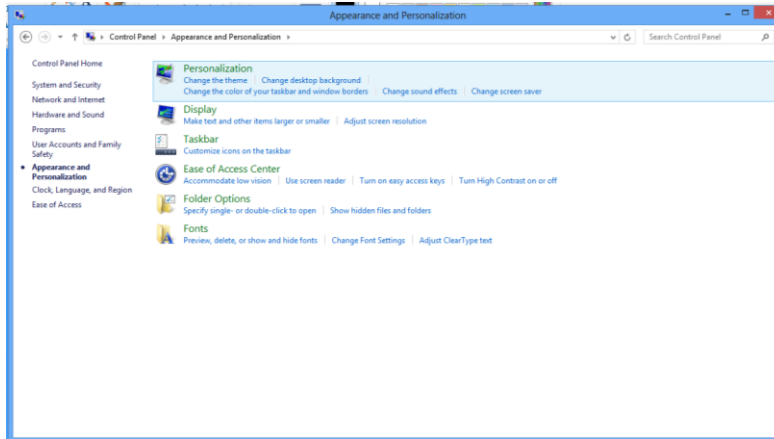 Appearance and Personalization
Control Panel Appearance and Personalization
Search Control Panel
Control Panel Home
System and Security
Network and Internet
Hardware and Sound
Programs
User Accounts and Family
Safety
Appearance and
Personalization
Clock, Language, and Region
Ease of Access
Personalization
Change the theme Change desktop background
Change the color of your taskbar and window borders Change sound effects Change screen saver
Display
Make text and other items larger or smaller Adjust screen resolution
Taskbar
Customize icons on the taskbar
Ease of Access Center
Accommodate low vision Use screen reader Turn on easy access keys Turn High Contrast on or off
Folder Options
Specify single- or double-click to open Show hidden files and folders
Fonts
Preview, delete, or show and hide fonts Change Font Settings Adjust ClearType text